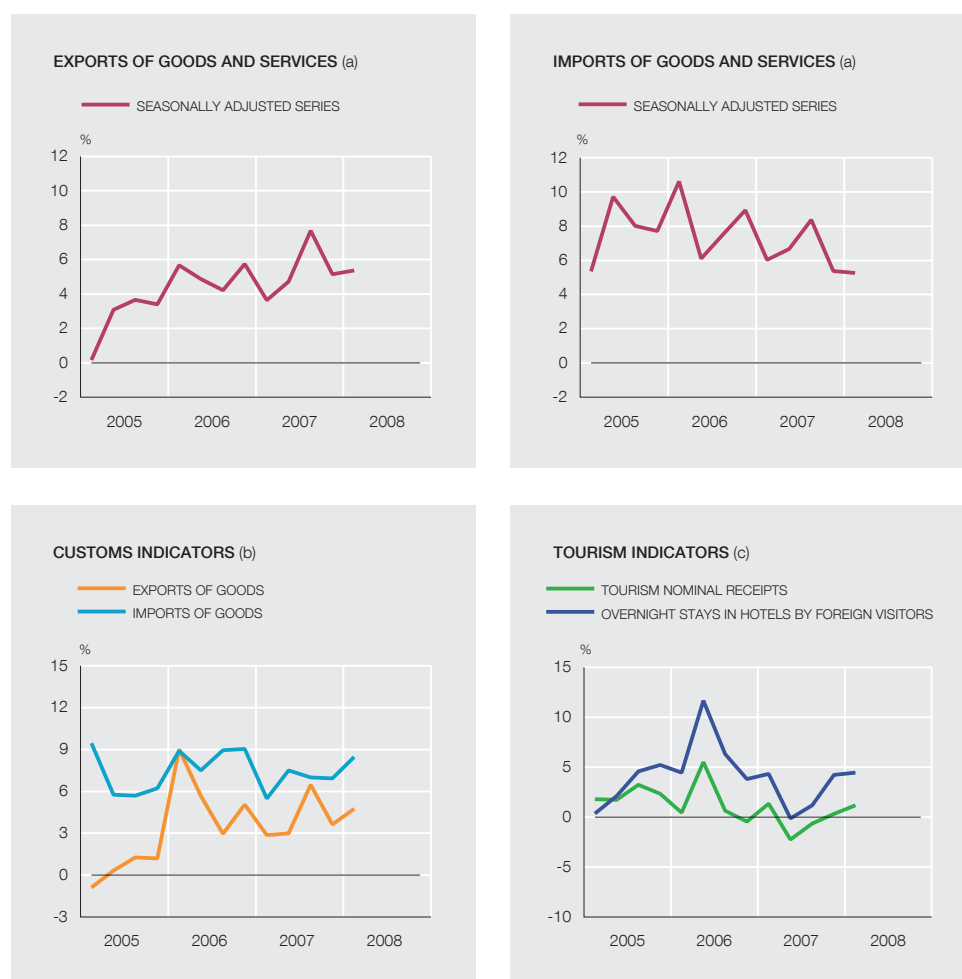 EXPORTS OF GOODS AND SERVICES (a)
SEASONALLY ADJUSTED SERIES
%
12
10
8
6
4
2
0
-2
2005 2006 2007 2008
IMPORTS OF GOODS AND SERVICES (a)
SEASONALLY ADJUSTED SERIES
%
12
10
8
6
4
2
0
-2
2005 2006 2007 2008
CUSTOMS INDICATORS (b)
EXPORTS OF GOODS
IMPORTS OF GOODS
%
15
12
9
6
3
0
-3
2005 2006 2007 2008
TOURISM INDICATORS (c)
TOURISM NOMINAL RECEIPTS
OVERNIGHT STAYS IN HOTELS BY FOREIGN VISITORS
%
15
10
5
0
-5
-10
2005 2006 2007 2008